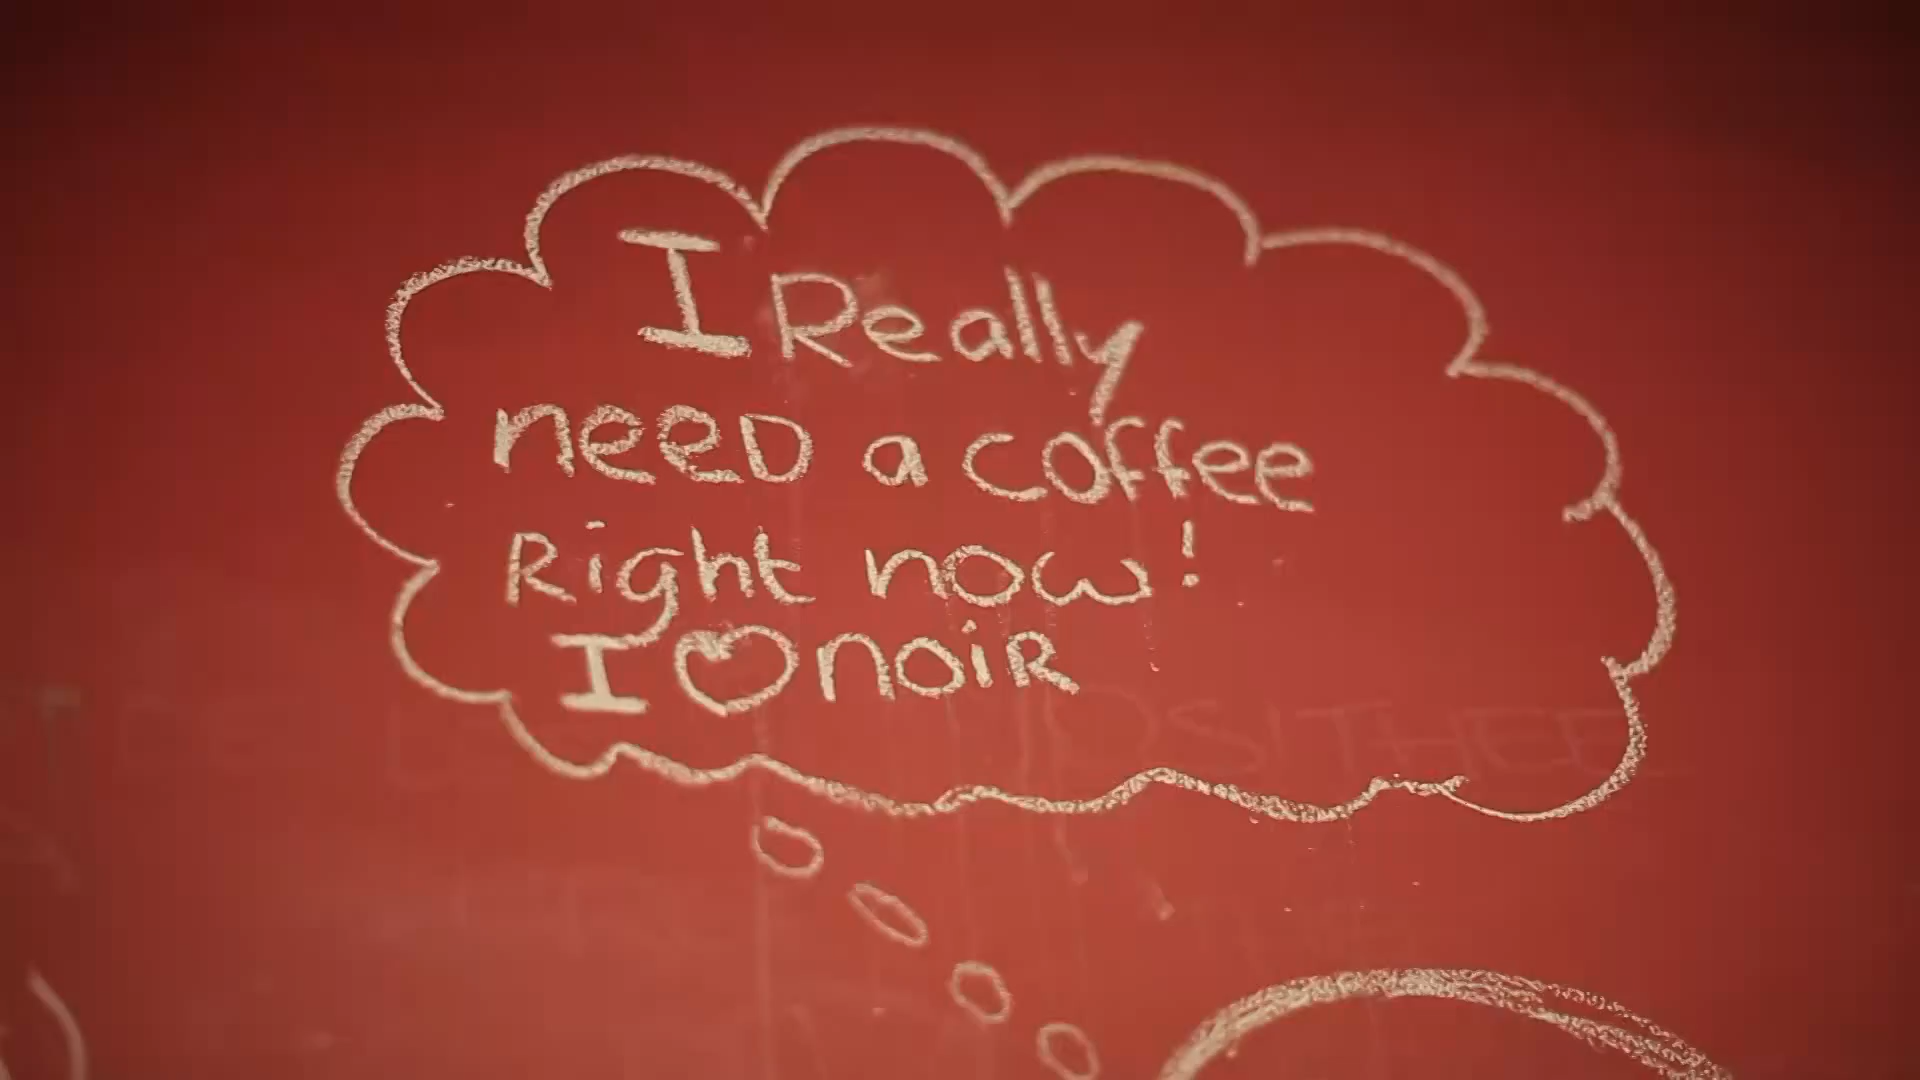 I Really
neeD a coffee
Right now!
I ♡ noiR